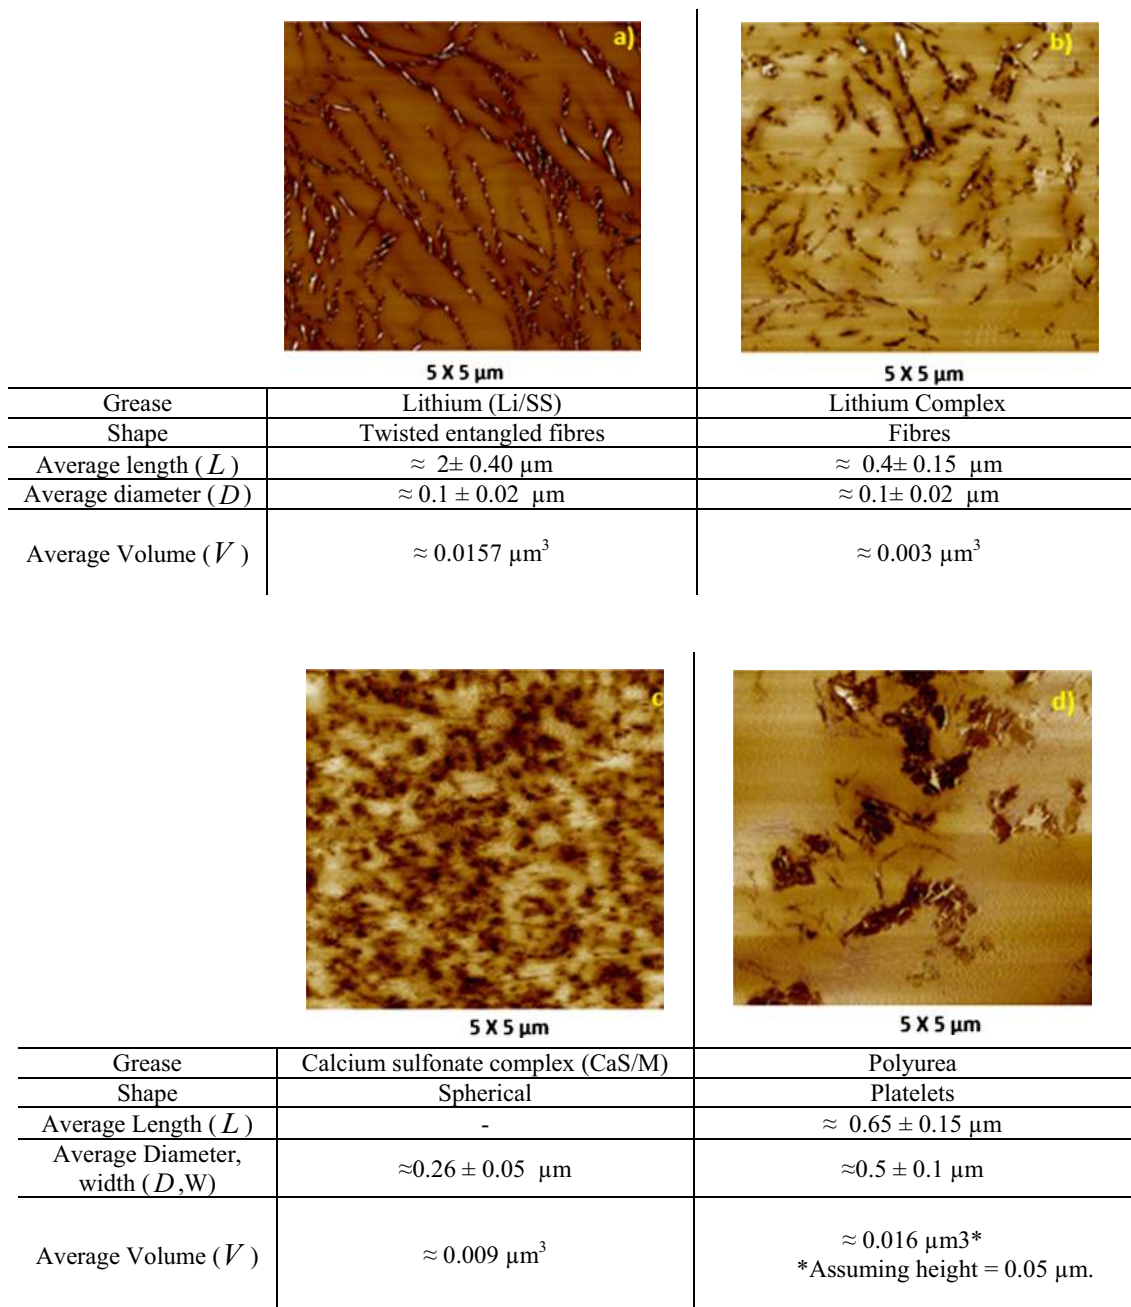 a)
b)
5 X 5 µm
5 X 5 µm
Grease Lithium (Li/SS) Lithium Complex
Shape Twisted entangled fibres Fibres
Average length (L) ≈ 2± 0.40 µm ≈ 0.4± 0.15 µm
Average diameter (D) ≈ 0.1 ± 0.02 µm ≈ 0.1± 0.02 µm
Average Volume (V) ≈ 0.0157 µm³ ≈ 0.003 µm³
c
d)
5 X 5 µm
5 X 5 µm
Grease Calcium sulfonate complex (CaS/M) Polyurea
Shape Spherical Platelets
Average Length (L) - ≈ 0.65 ± 0.15 µm
Average Diameter,
width (D,W) ≈0.26 ± 0.05 µm ≈0.5 ± 0.1 µm
Average Volume (V) ≈ 0.009 µm³ ≈ 0.016 µm3*
*Assuming height = 0.05 µm.